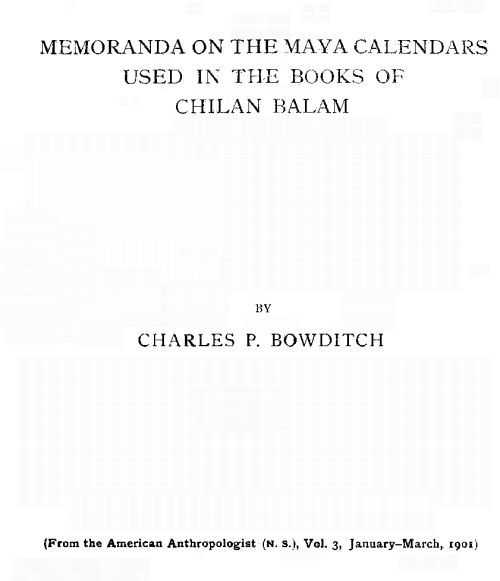 MEMORANDA ON THE MAYA CALENDARS
USED IN THE BOOKS OF
CHILAN BALAM
BY
CHARLES P. BOWDITCH
(From the American Anthropologist (N. S.), Vol. 3, January–March, 1901)